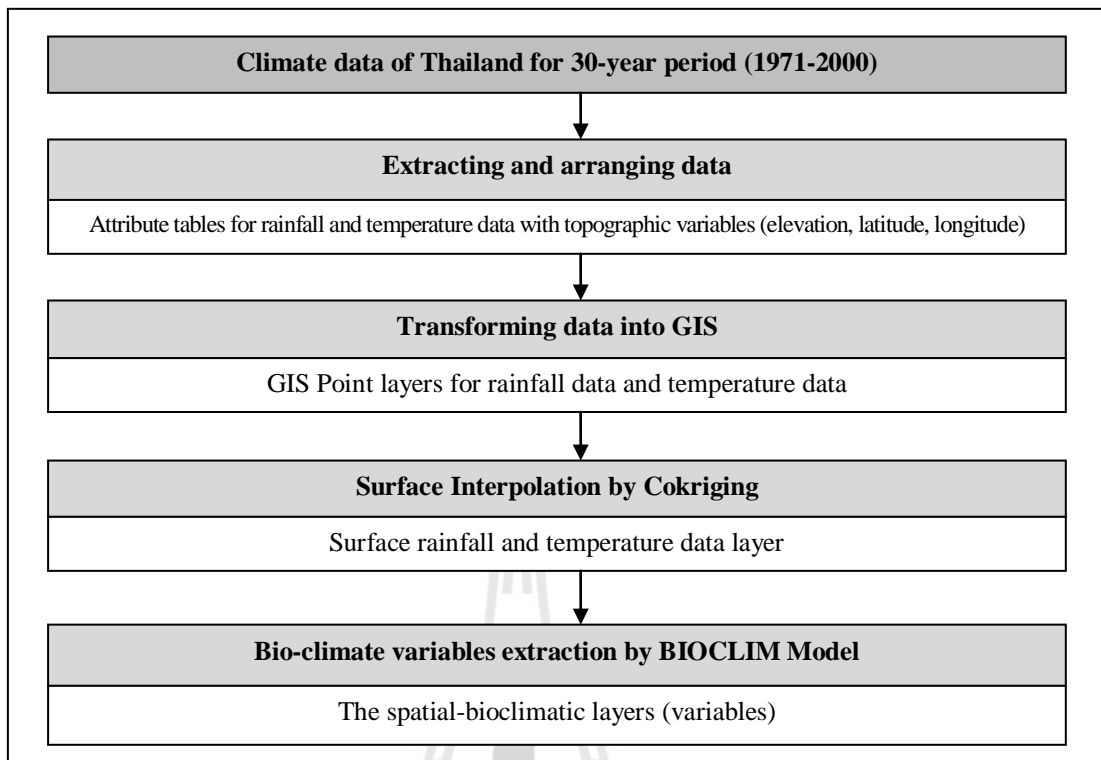 Climate data of Thailand for 30-year period (1971-2000)
Extracting and arranging data
Attribute tables for rainfall and temperature data with topographic variables (elevation, latitude, longitude)
Transforming data into GIS
GIS Point layers for rainfall data and temperature data
Surface Interpolation by Cokriging
Surface rainfall and temperature data layer
Bio-climate variables extraction by BIOCLIM Model
The spatial-bioclimatic layers (variables)